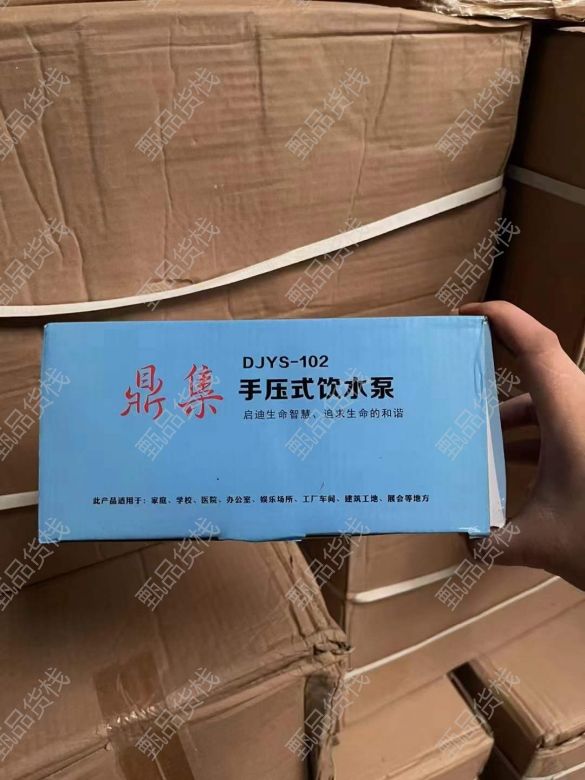 DJYS-102
鼎集
手压式饮水泵
启迪生命智慧、追求生命的和谐
此产品适用于：家庭、学校、医院、办公室、娱乐场所、工厂车间、建筑工地、展会等地方
甄品货栈